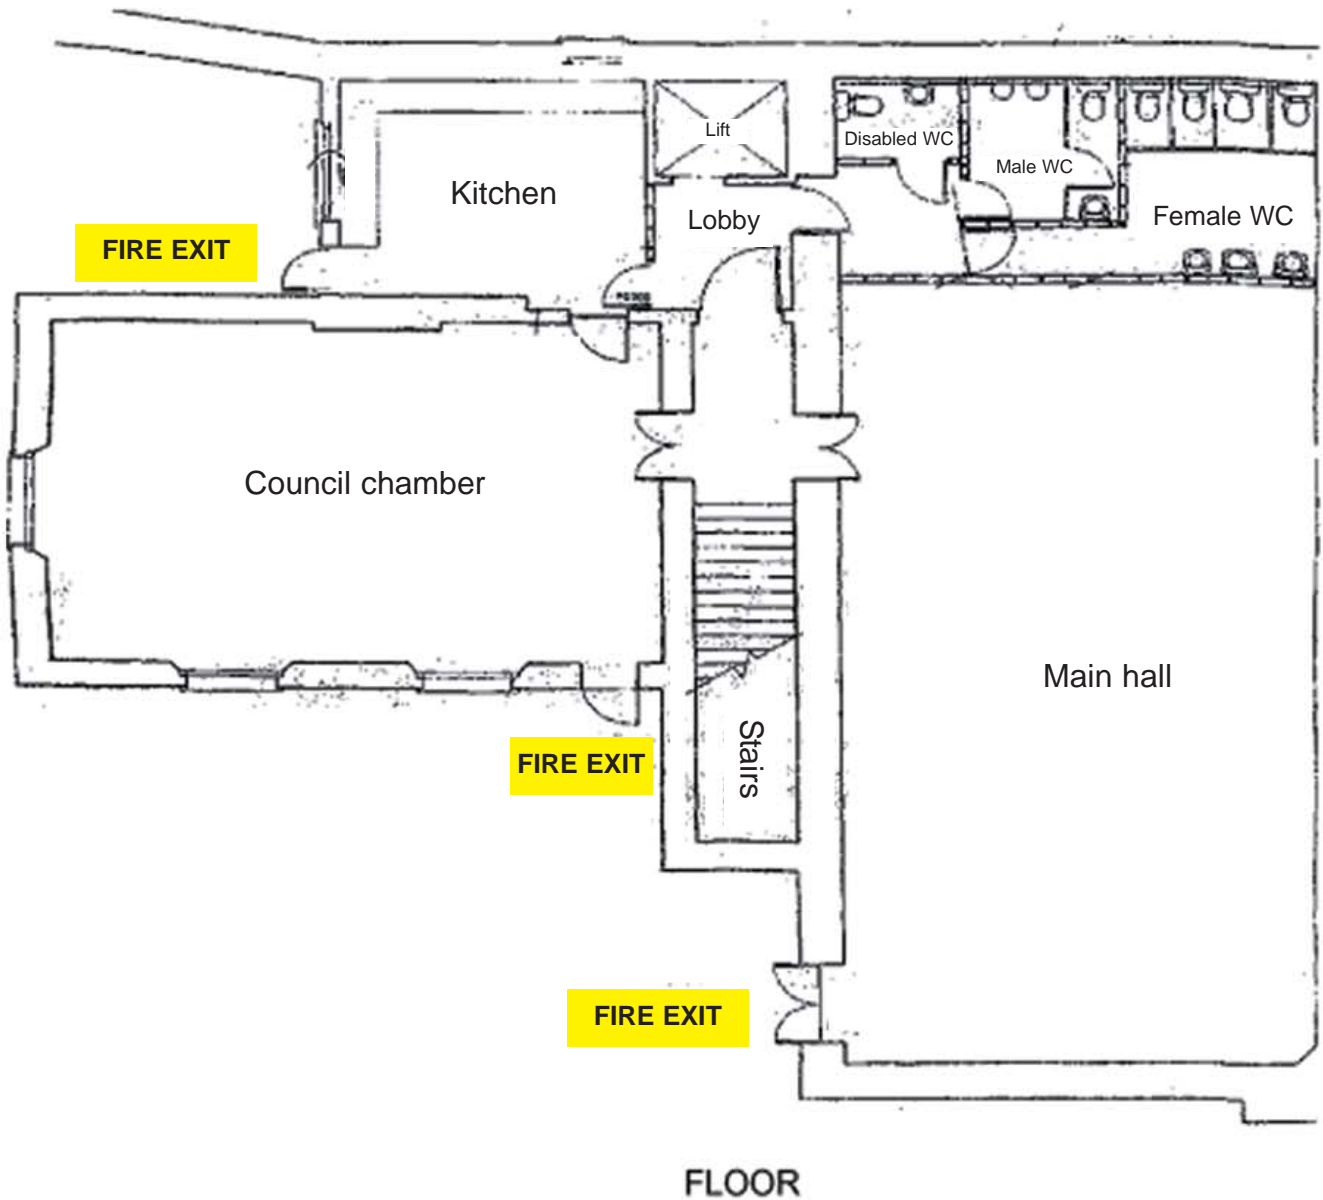 Lift
Disabled WC
Male WC
Kitchen
Lobby
Female WC
FIRE EXIT
Council chamber
Main hall
Stairs
FIRE EXIT
FIRE EXIT
FLOOR